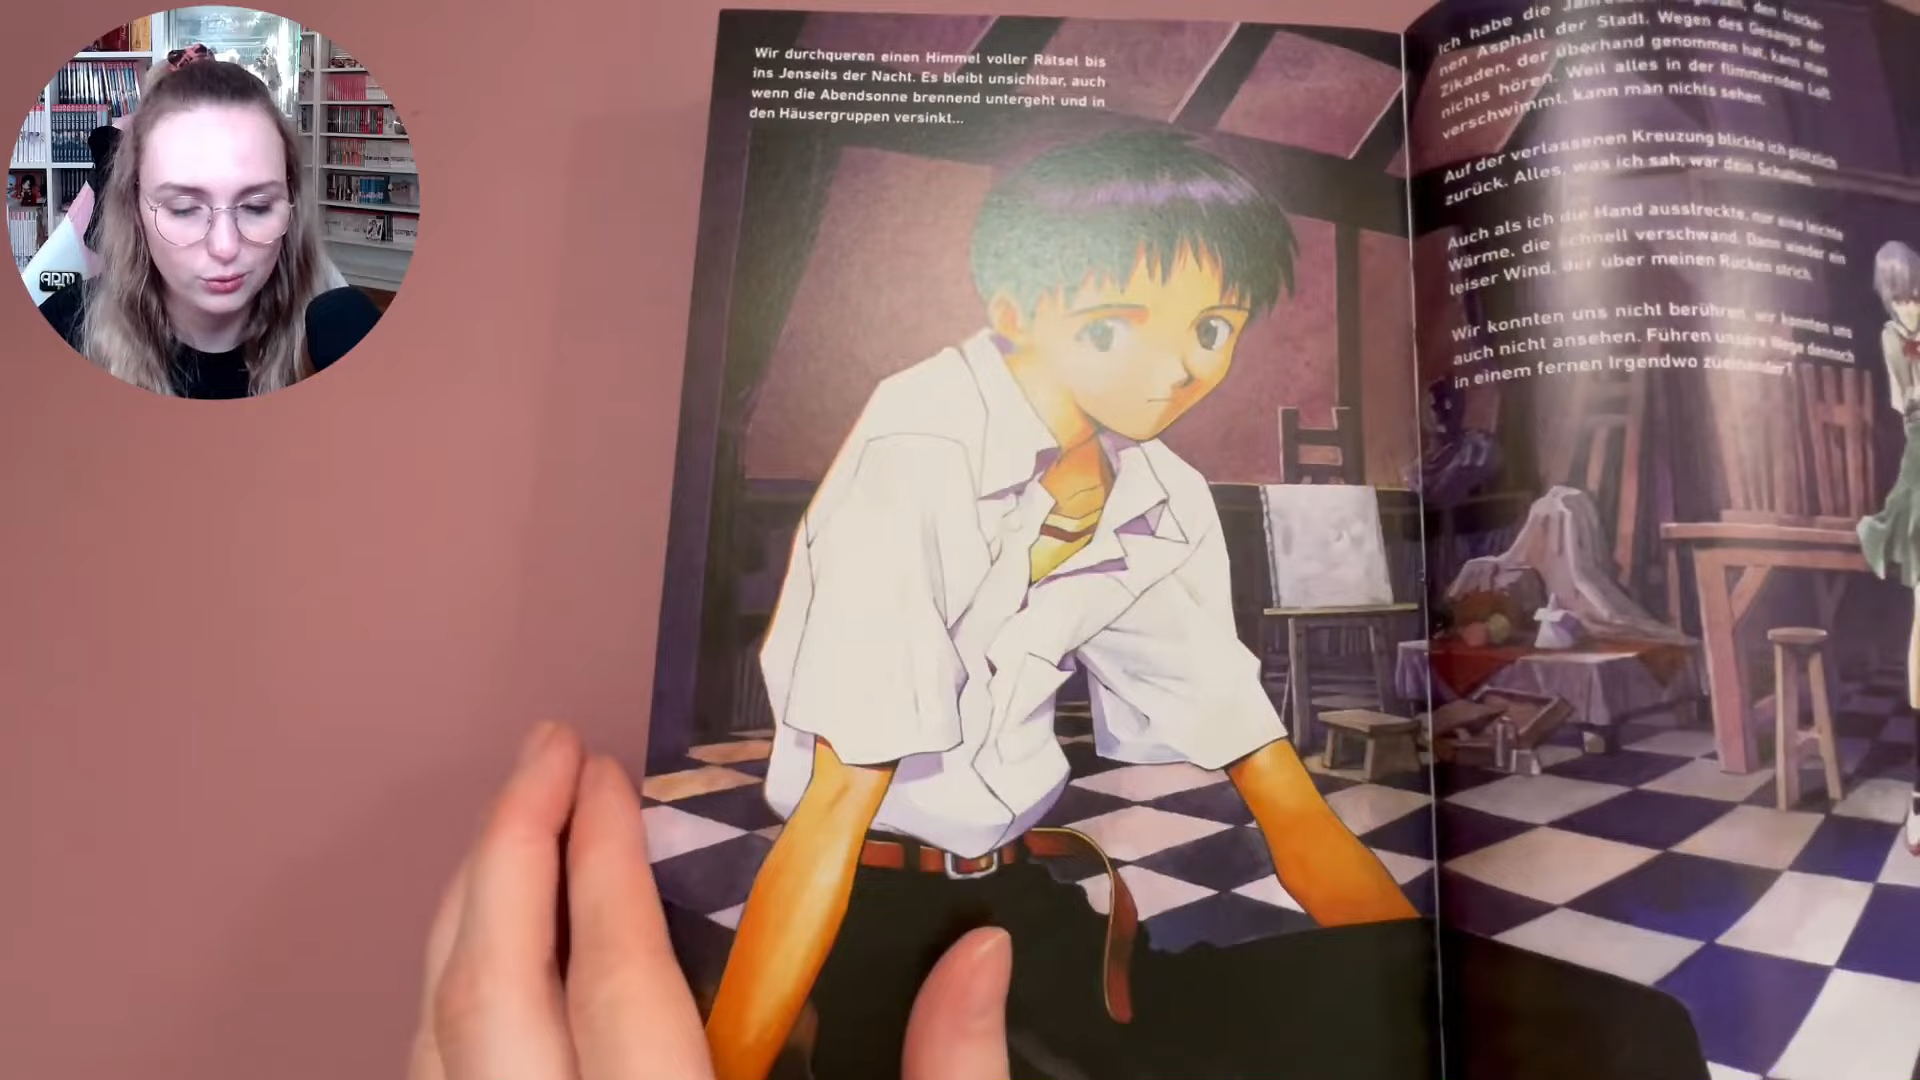 Wir durchqueren einen Himmel voller Rätsel bis
ins Jenseits der Nacht. Es bleibt unsichtbar, auch
wenn die Abendsonne brennend untergeht und in
den Häusergruppen versinkt...
Ich habe die den
nen Asphalt der Stadt. Wegen des Gesangs der
Zikaden, der überhand genommen hat, kann man
nichts hören. Weil alles in der flimmernden Luft
verschwimmt, kann man nichts sehen.
Auf der verlassenen Kreuzung blickte ich plötzlich
zurück. Alles, was ich sah, war dein Schatten.
Auch als ich die Hand ausstreckte, nur eine leichte
Wärme, die schnell verschwand. Dann wieder ein
leiser Wind, der über meinen Rücken strich.
Wir konnten uns nicht berühren, wir konnten uns
auch nicht ansehen. Führen unsere Wege dennoch
in einem fernen Irgendwo zueinander?